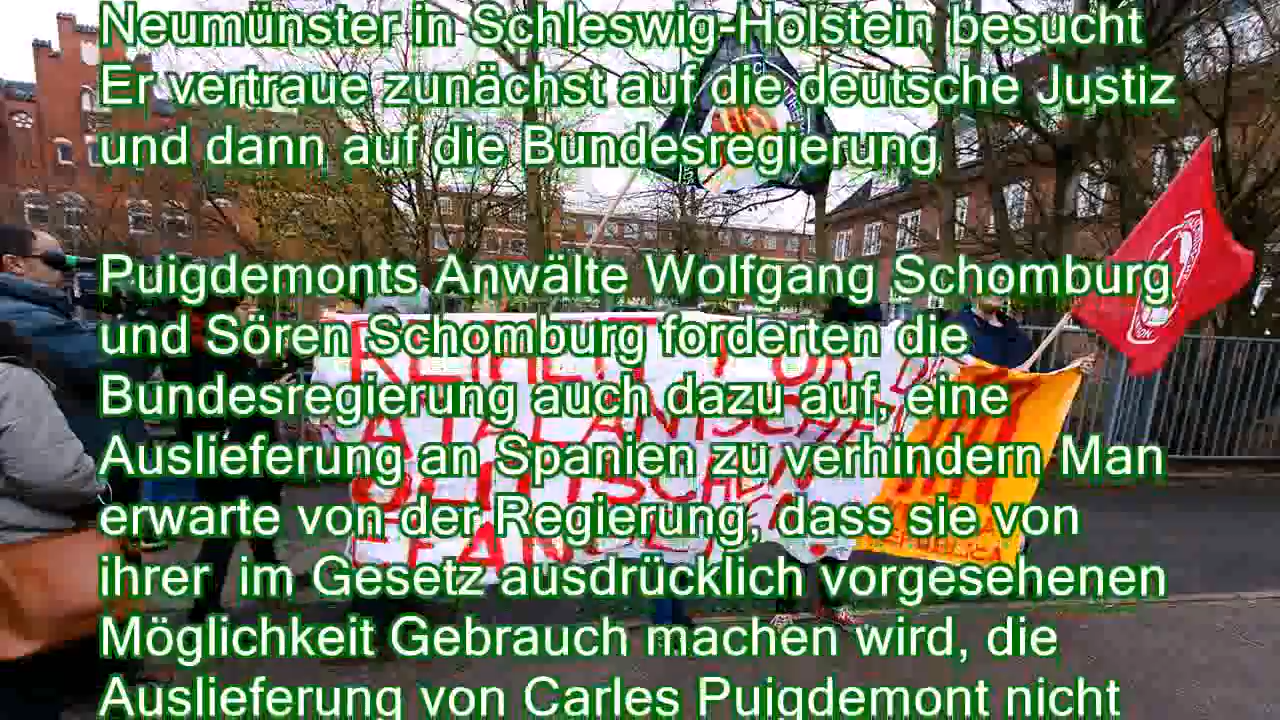 Neumünster in Schleswig-Holstein besucht
Er vertraue zunächst auf die deutsche Justiz
und dann auf die Bundesregierung
Puigdemonts Anwälte Wolfgang Schomburg
und Sören Schomburg forderten die
Bundesregierung auch dazu auf, eine
Auslieferung an Spanien zu verhindern Man
erwarte von der Regierung, dass sie von
ihrer  im Gesetz ausdrücklich vorgesehenen
Möglichkeit Gebrauch machen wird, die
Auslieferung von Carles Puigdemont nicht